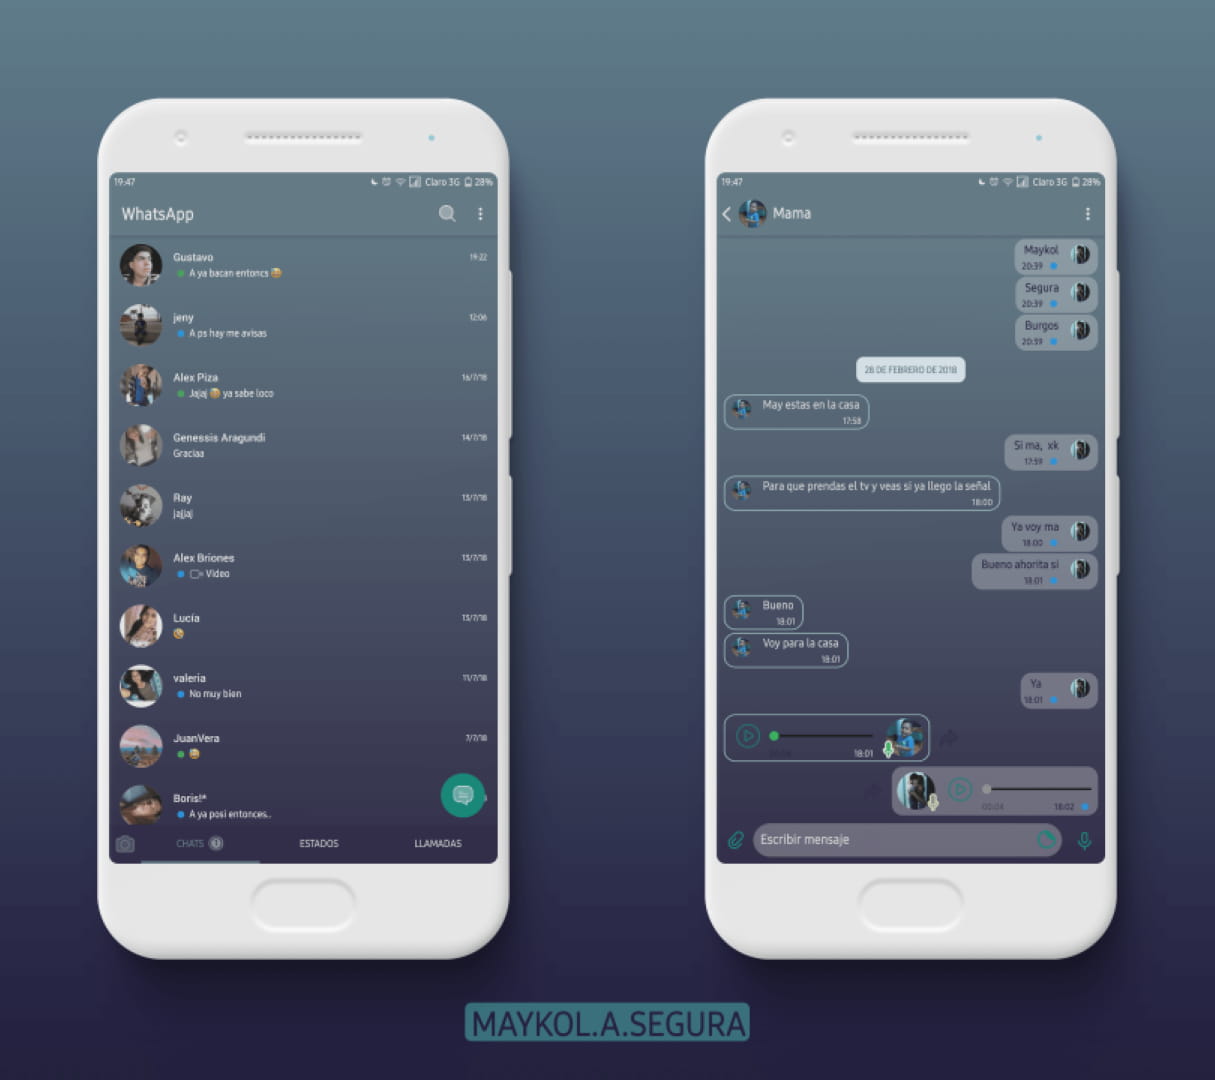 19:47
Claro 3G
28%
WhatsApp
Gustavo
19:22
A ya bacan entoncs
jeny
12:06
A ps hay me avisas
Alex Piza
16/7/18
Jajaj 😅 ya sabe loco
Genessis Aragundi
14/7/18
Graciaa
Ray
13/7/18
jajjaj
Alex Briones
13/7/18
Video
Lucía
13/7/18
valeria
11/7/18
No muy bien
JuanVera
7/7/18
Boris!*
A ya posi entonces..
CHATS 1
ESTADOS
LLAMADAS
19:47
Claro 3G
28%
Mama
Maykol
20:39
Segura
20:39
Burgos
20:39
28 DE FEBRERO DE 2018
May estas en la casa
17:58
Si ma, xk
17:59
Para que prendas el tv y veas si ya llego la señal
18:00
Ya voy ma
18:00
Bueno ahorita si
18:01
Bueno
18:01
Voy para la casa
18:01
Ya
18:01
18:01
00:04
18:02
Escribir mensaje
MAYKOL.A.SEGURA